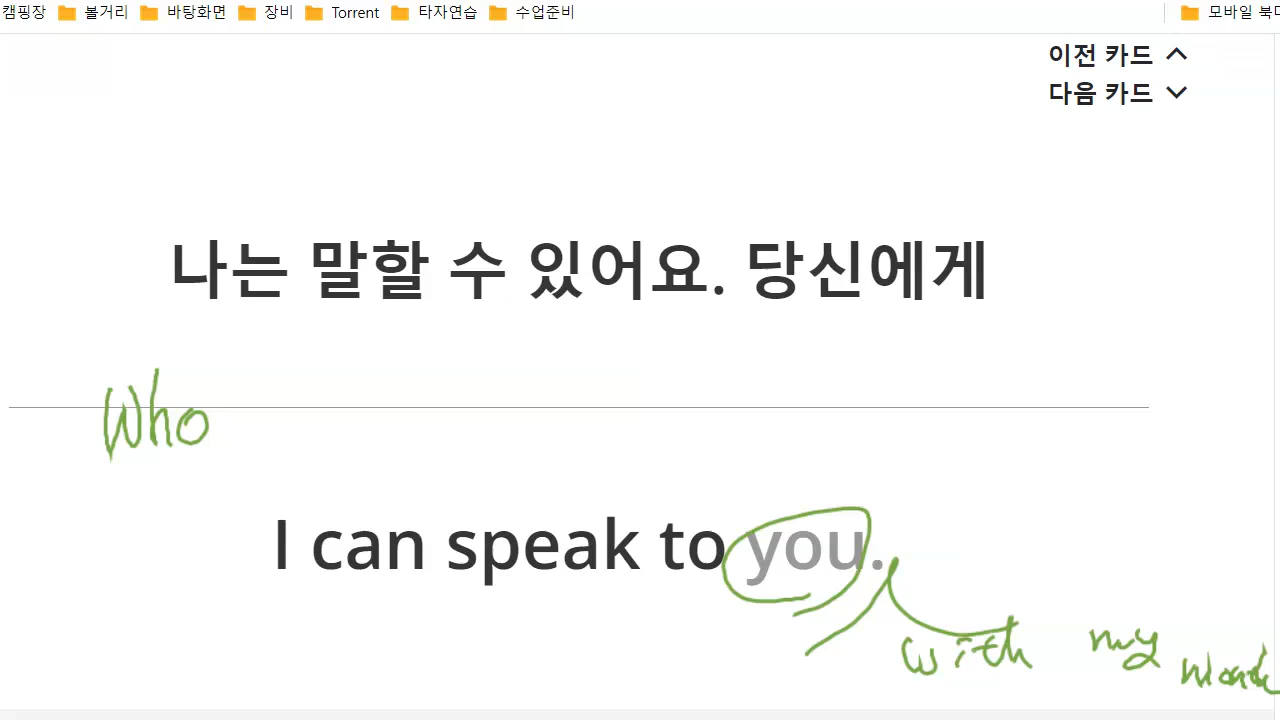 캠핑장 볼거리 바탕화면 장비 Torrent 타자연습 수업준비 모바일 북마
이전 카드
다음 카드
나는 말할 수 있어요. 당신에게
Who
I can speak to you.
with my